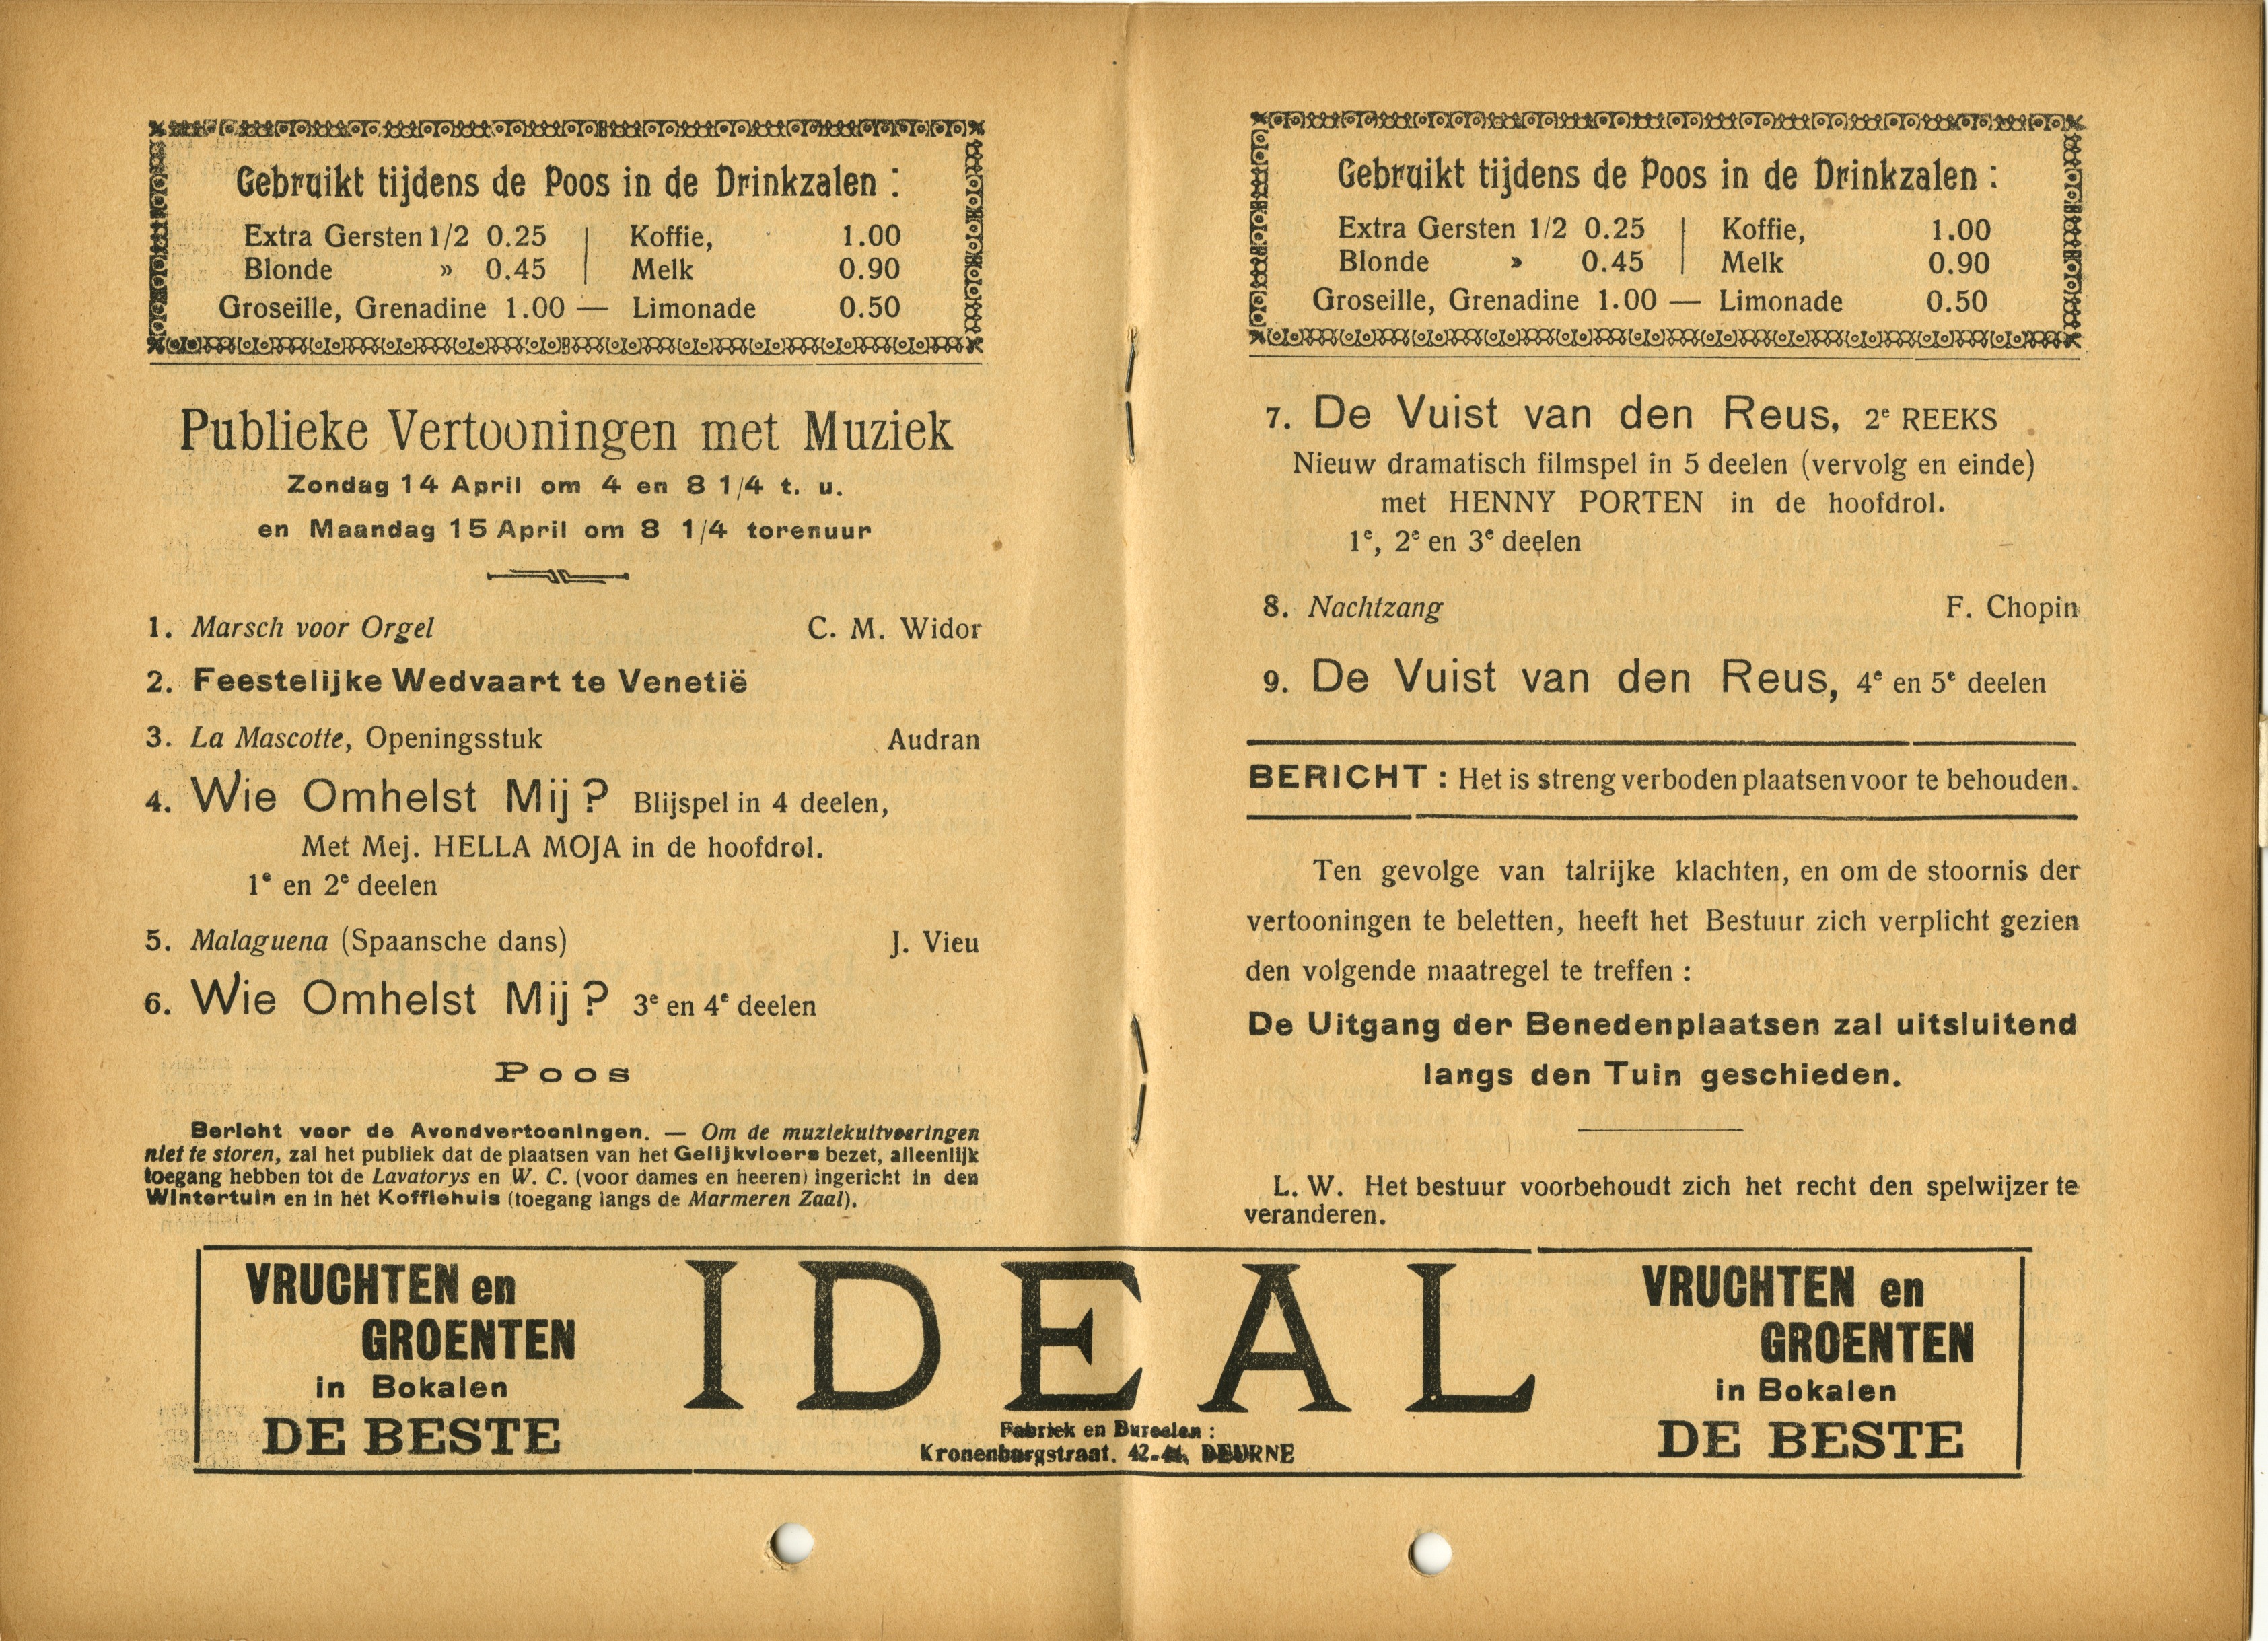 Gebruikt tijdens de Poos in de Drinkzalen :
Extra Gersten 1/2 0.25 | Koffie, 1.00
Blonde » 0.45 | Melk 0.90
Groseille, Grenadine 1.00 — Limonade 0.50
Publieke Vertooningen met Muziek
Zondag 14 April om 4 en 8 1/4 t. u.
en Maandag 15 April om 8 1/4 torenuur
1. Marsch voor Orgel C. M. Widor
2. Feestelijke Wedvaart te Venetië
3. La Mascotte, Openingsstuk Audran
4. Wie Omhelst Mij ? Blijspel in 4 deelen,
Met Mej. HELLA MOJA in de hoofdrol.
1e en 2e deelen
5. Malaguena (Spaansche dans) J. Vieu
6. Wie Omhelst Mij ? 3e en 4e deelen
Poos
Bericht voor de Avondvertooningen. — Om de muziekuitvoeringen
niet te storen, zal het publiek dat de plaatsen van het Gelijkvloers bezet, alleenlijk
toegang hebben tot de Lavatorys en W. C. (voor dames en heeren) ingericht in den
Wintertuin en in het Koffiehuis (toegang langs de Marmeren Zaal).
Gebruikt tijdens de Poos in de Drinkzalen :
Extra Gersten 1/2 0.25 | Koffie, 1.00
Blonde » 0.45 | Melk 0.90
Groseille, Grenadine 1.00 — Limonade 0.50
7. De Vuist van den Reus, 2e REEKS
Nieuw dramatisch filmspel in 5 deelen (vervolg en einde)
met HENNY PORTEN in de hoofdrol.
1e, 2e en 3e deelen
8. Nachtzang F. Chopin
9. De Vuist van den Reus, 4e en 5e deelen
BERICHT : Het is streng verboden plaatsen voor te behouden.
Ten gevolge van talrijke klachten, en om de stoornis der
vertooningen te beletten, heeft het Bestuur zich verplicht gezien
den volgende maatregel te treffen :
De Uitgang der Benedenplaatsen zal uitsluitend
langs den Tuin geschieden.
L. W. Het bestuur voorbehoudt zich het recht den spelwijzer te
veranderen.
VRUCHTEN en
GROENTEN
in Bokalen
DE BESTE
IDEAL
Fabriek en Bureelen :
Kronenburgstraat, 42-44, DEURNE
VRUCHTEN en
GROENTEN
in Bokalen
DE BESTE